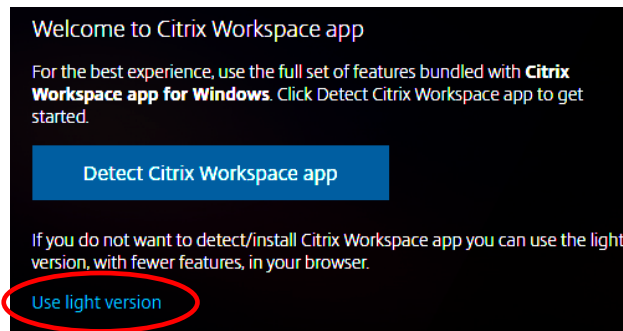 Welcome to Citrix Workspace app
For the best experience, use the full set of features bundled with Citrix
Workspace app for Windows. Click Detect Citrix Workspace app to get
started.
Detect Citrix Workspace app
If you do not want to detect/install Citrix Workspace app you can use the light
version, with fewer features, in your browser.
Use light version